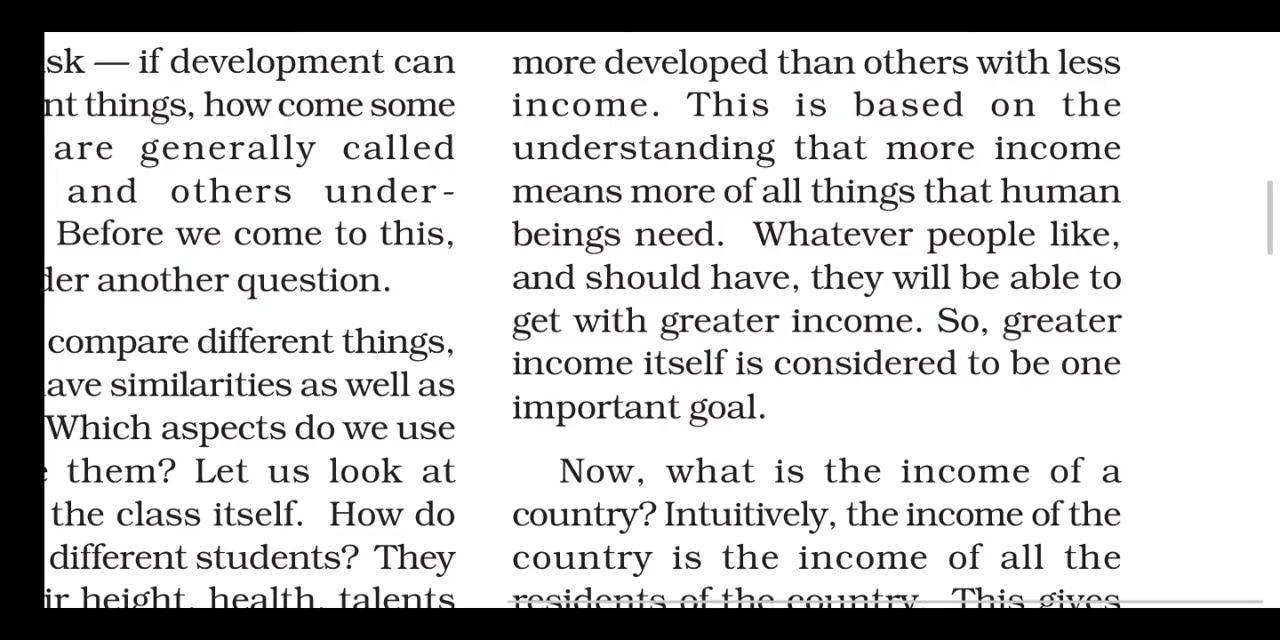 sk — if development can
things, how come some
are generally called
and others under-
Before we come to this,
another question.
compare different things,
similarities as well as
Which aspects do we use
them? Let us look at
the class itself. How do
different students? They
height, health, talents
more developed than others with less
income. This is based on the
understanding that more income
means more of all things that human
beings need. Whatever people like,
and should have, they will be able to
get with greater income. So, greater
income itself is considered to be one
important goal.
Now, what is the income of a
country? Intuitively, the income of the
country is the income of all the
residents of the country. This gives